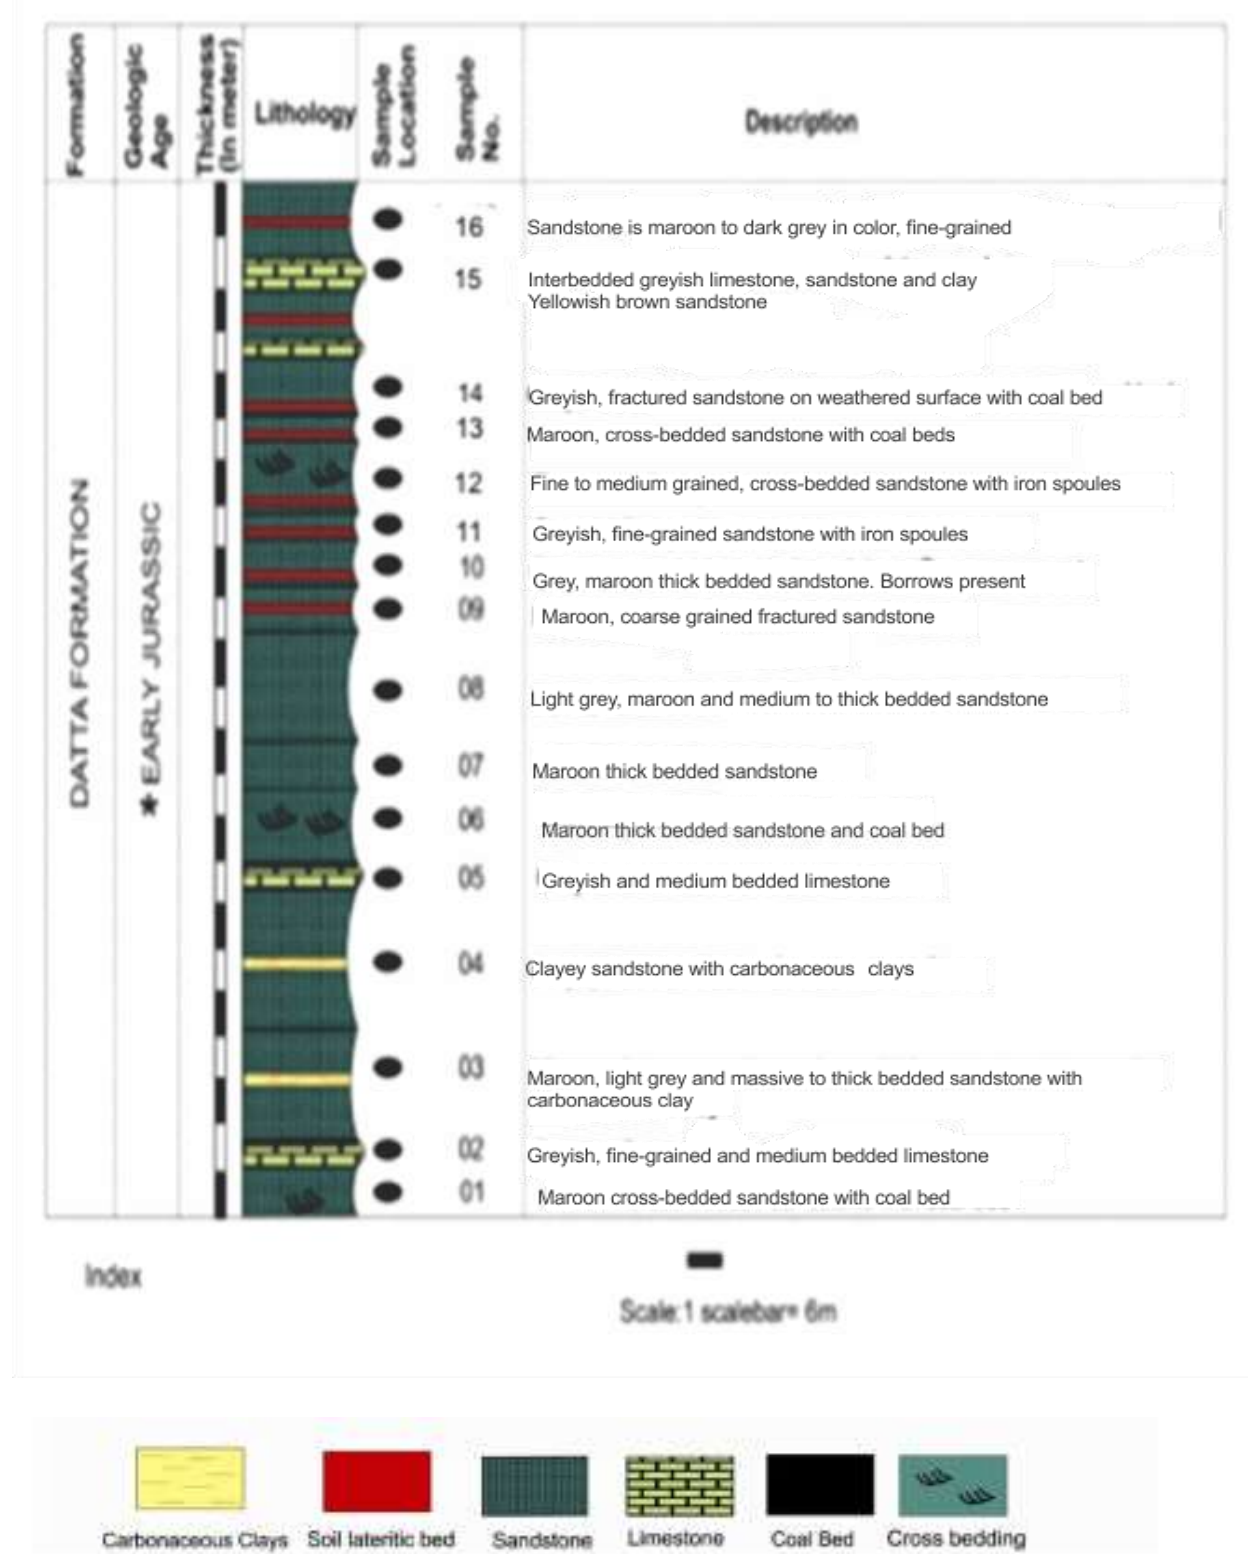 Formation
Geologic Age
Thickness (In meter)
Lithology
Sample Location
Sample No.
Description
DATTA FORMATION
★ EARLY JURASSIC
16 Sandstone is maroon to dark grey in color, fine-grained
15 Interbedded greyish limestone, sandstone and clay
Yellowish brown sandstone
14 Greyish, fractured sandstone on weathered surface with coal bed
13 Maroon, cross-bedded sandstone with coal beds
12 Fine to medium grained, cross-bedded sandstone with iron spoules
11 Greyish, fine-grained sandstone with iron spoules
10 Grey, maroon thick bedded sandstone. Borrows present
09 Maroon, coarse grained fractured sandstone
08 Light grey, maroon and medium to thick bedded sandstone
07 Maroon thick bedded sandstone
06 Maroon thick bedded sandstone and coal bed
05 Greyish and medium bedded limestone
04 Clayey sandstone with carbonaceous clays
03 Maroon, light grey and massive to thick bedded sandstone with
carbonaceous clay
02 Greyish, fine-grained and medium bedded limestone
01 Maroon cross-bedded sandstone with coal bed
Index
Scale:1 scalebar= 6m
Carbonaceous Clays Soil lateritic bed Sandstone Limestone Coal Bed Cross bedding